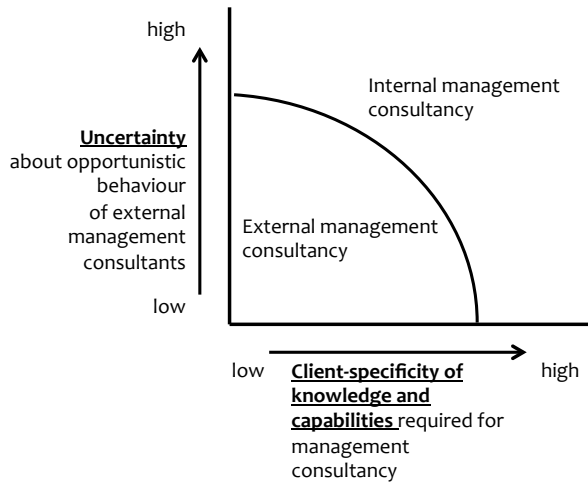 high
Internal management
consultancy
Uncertainty
about opportunistic
behaviour
of external
management
consultants
External management
consultancy
low
low
Client-specificity of
knowledge and
capabilities required for
management
consultancy
high